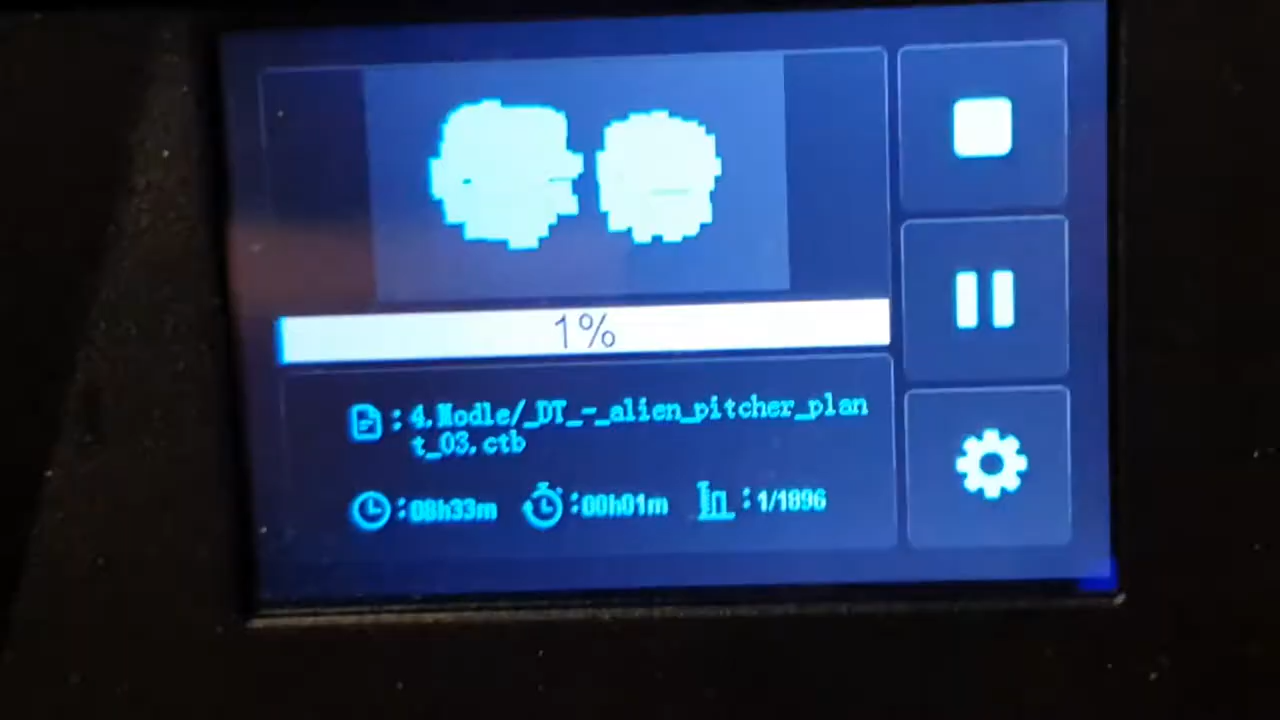 1%
:4.Modle/_DT_-_alien_pitcher_plan
t_03.ctb
:08h33m :00h01m :1/1896